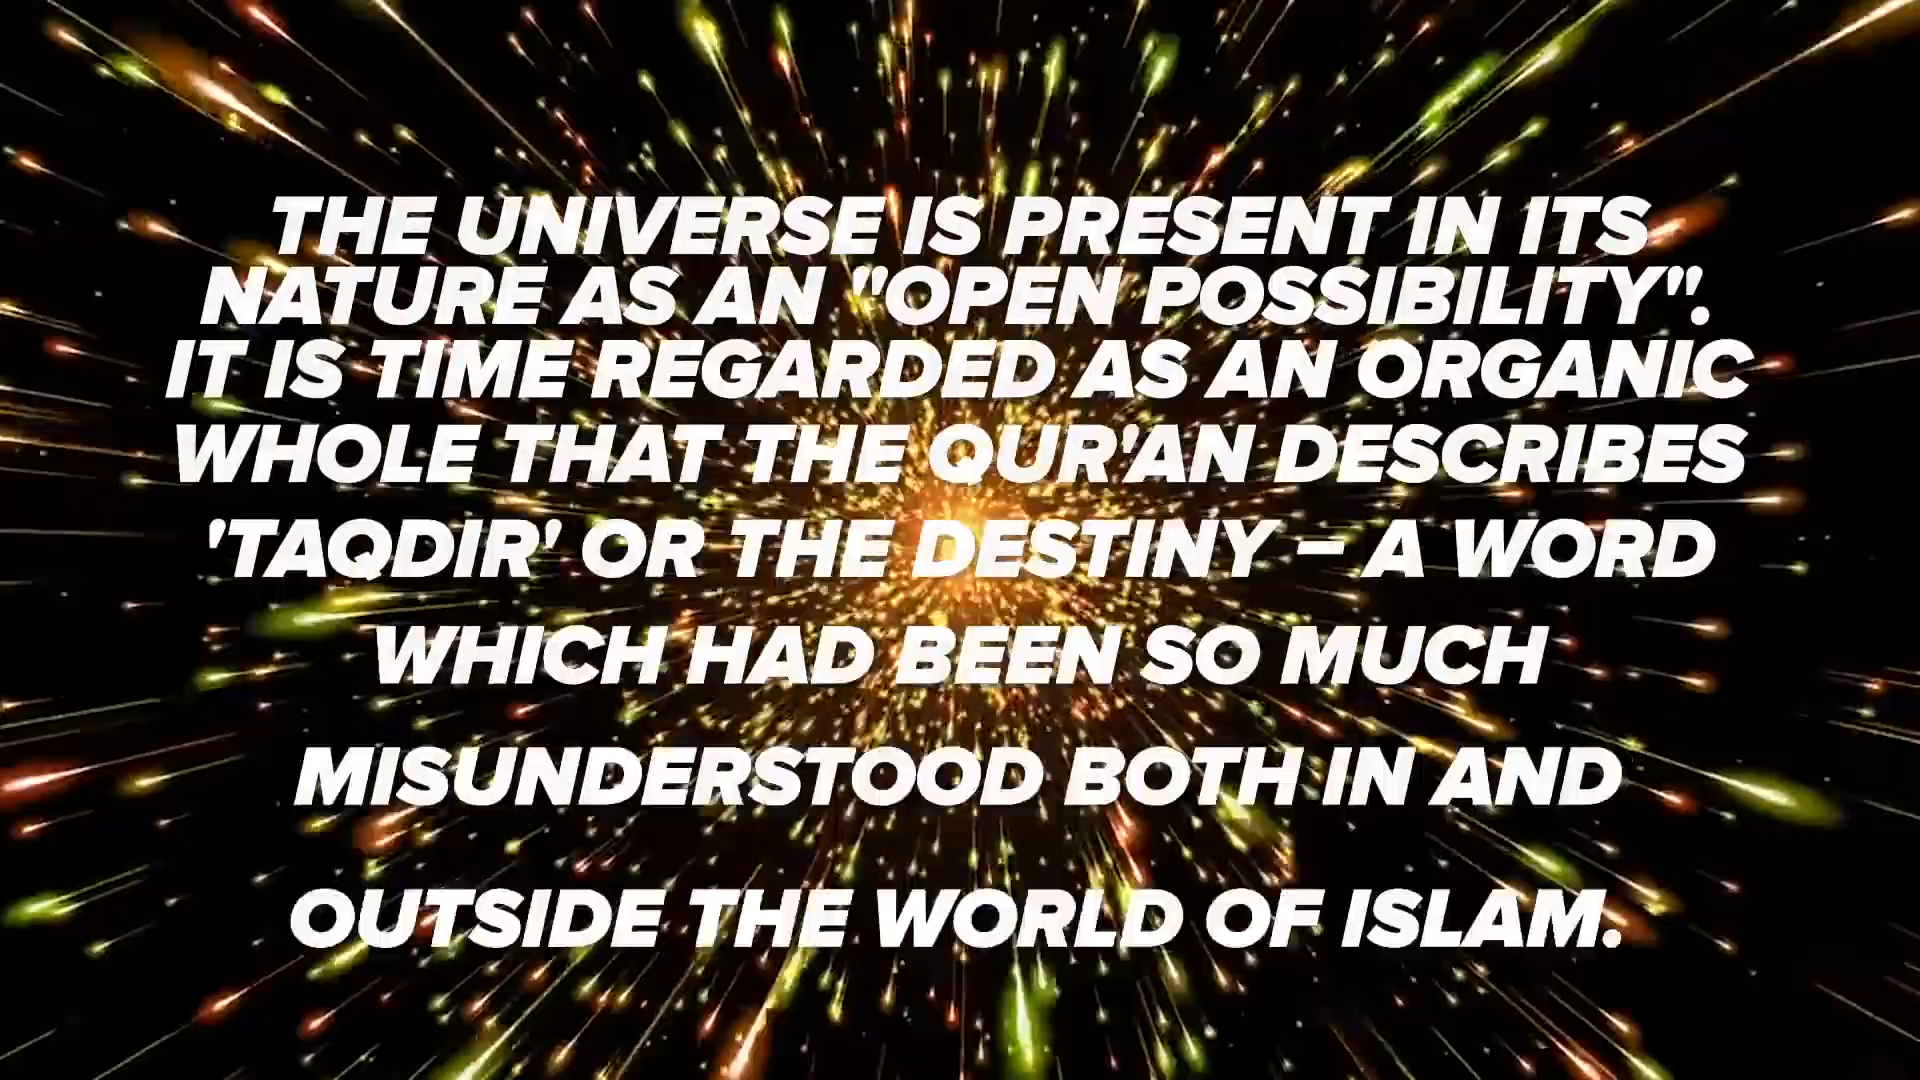 THE UNIVERSE IS PRESENT IN ITS
NATURE AS AN "OPEN POSSIBILITY".
IT IS TIME REGARDED AS AN ORGANIC
WHOLE THAT THE QUR'AN DESCRIBES
'TAQDIR' OR THE DESTINY – A WORD
WHICH HAD BEEN SO MUCH
MISUNDERSTOOD BOTH IN AND
OUTSIDE THE WORLD OF ISLAM.